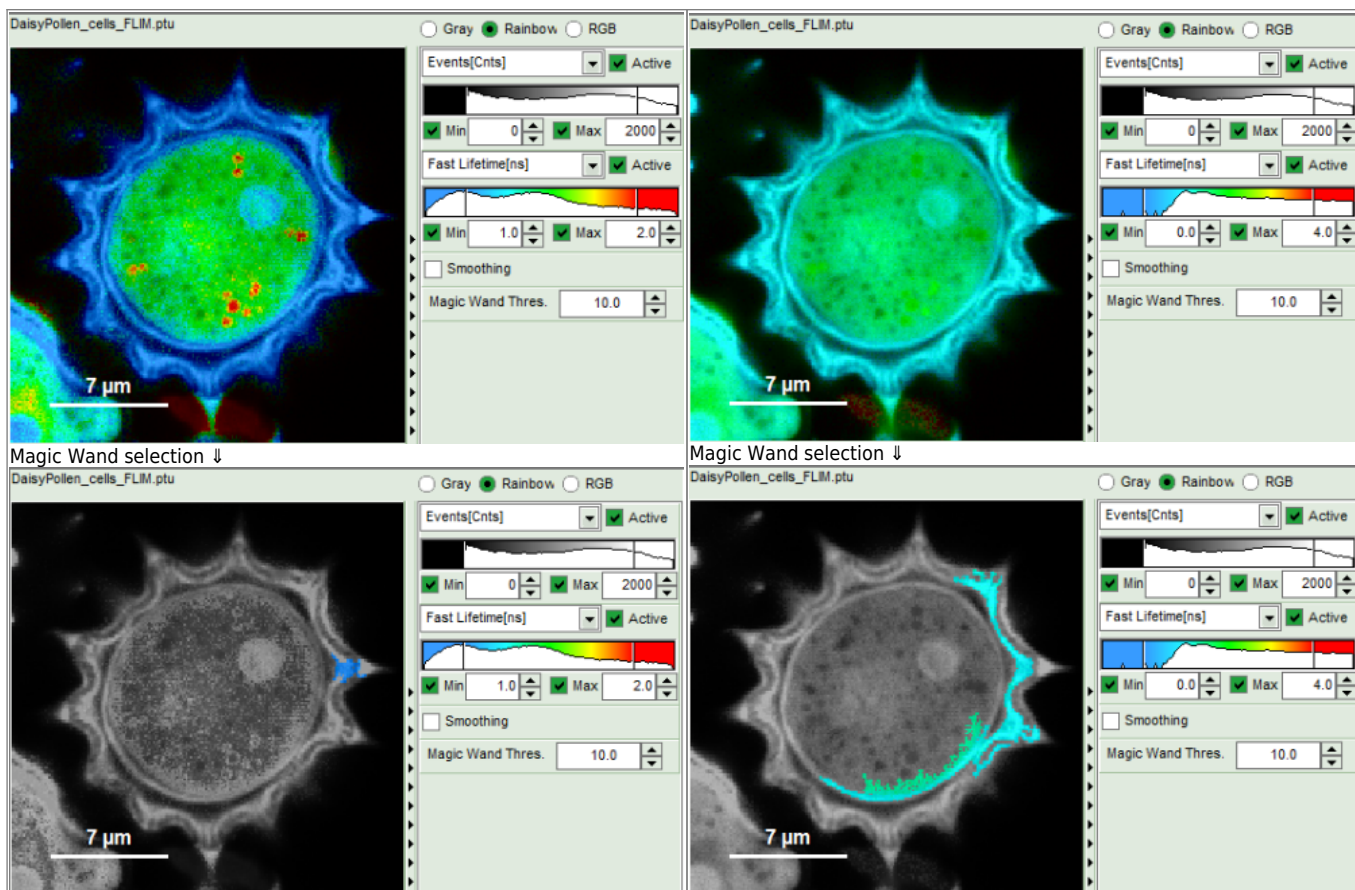 DaisyPollen_cells_FLIM.ptu
Gray Rainbow RGB
Events[Cnts] Active
Min 0 Max 2000
Fast Lifetime[ns] Active
Min 1.0 Max 2.0
Smoothing
Magic Wand Thres. 10.0
7 µm
DaisyPollen_cells_FLIM.ptu
Gray Rainbow RGB
Events[Cnts] Active
Min 0 Max 2000
Fast Lifetime[ns] Active
Min 0.0 Max 4.0
Smoothing
Magic Wand Thres. 10.0
7 µm
Magic Wand selection ⇓
Magic Wand selection ⇓
DaisyPollen_cells_FLIM.ptu
Gray Rainbow RGB
Events[Cnts] Active
Min 0 Max 2000
Fast Lifetime[ns] Active
Min 1.0 Max 2.0
Smoothing
Magic Wand Thres. 10.0
7 µm
DaisyPollen_cells_FLIM.ptu
Gray Rainbow RGB
Events[Cnts] Active
Min 0 Max 2000
Fast Lifetime[ns] Active
Min 0.0 Max 4.0
Smoothing
Magic Wand Thres. 10.0
7 µm